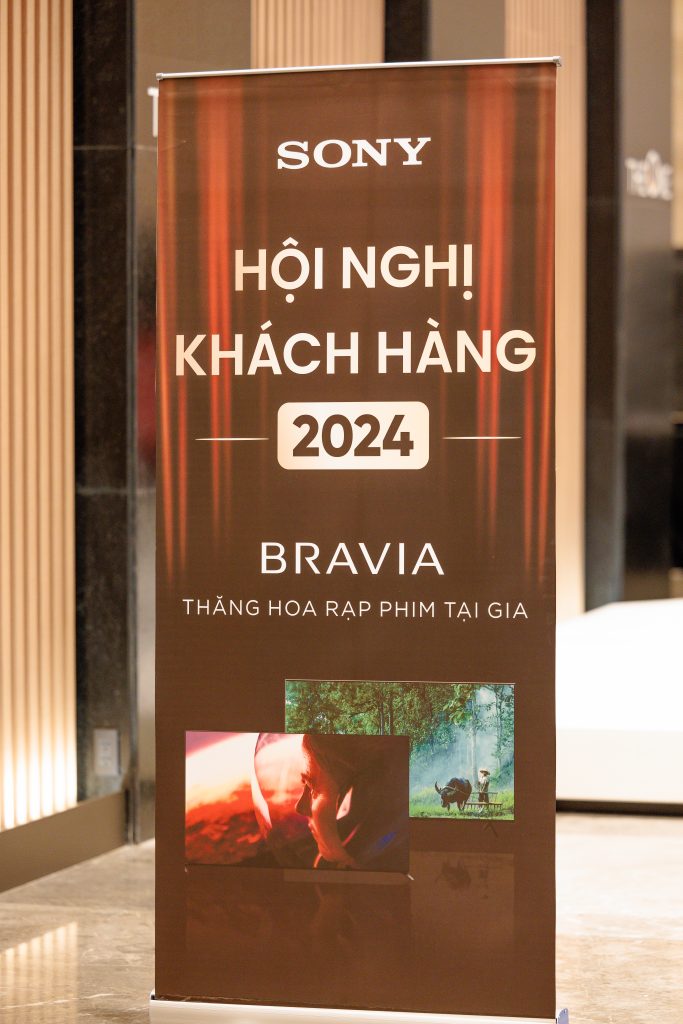 SONY
HỘI NGHỊ
KHÁCH HÀNG
2024
BRAVIA
THĂNG HOA RẠP PHIM TẠI GIA